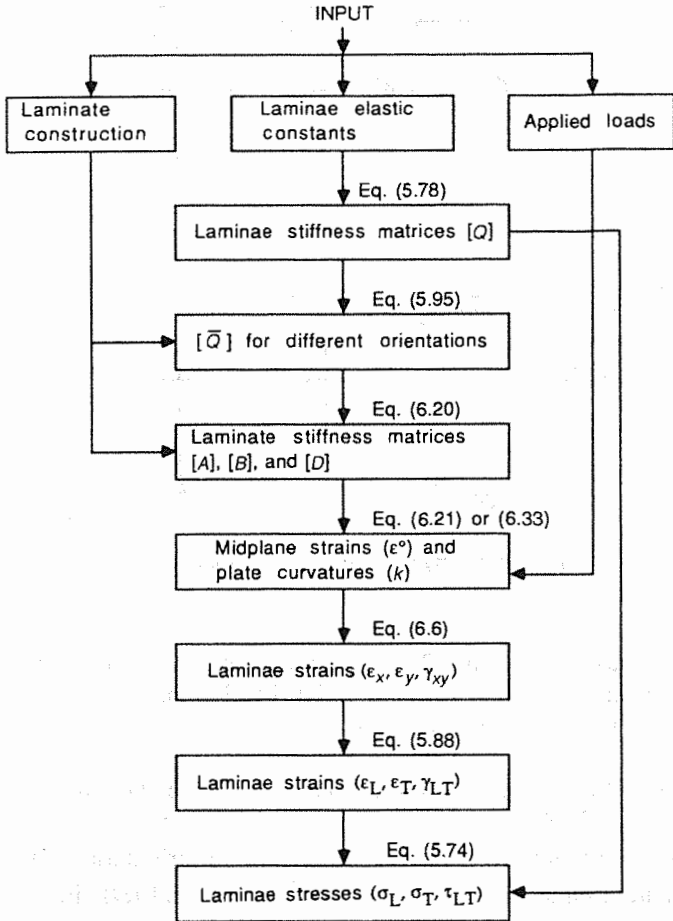 INPUT
Laminate
construction
Laminae elastic
constants
Applied loads
Eq. (5.78)
Laminae stiffness matrices [Q]
Eq. (5.95)
[Q̅] for different orientations
Eq. (6.20)
Laminate stiffness matrices
[A], [B], and [D]
Eq. (6.21) or (6.33)
Midplane strains (ε°) and
plate curvatures (k)
Eq. (6.6)
Laminae strains (εx, εy, γxy)
Eq. (5.88)
Laminae strains (εL, εT, γLT)
Eq. (5.74)
Laminae stresses (σL, σT, τLT)